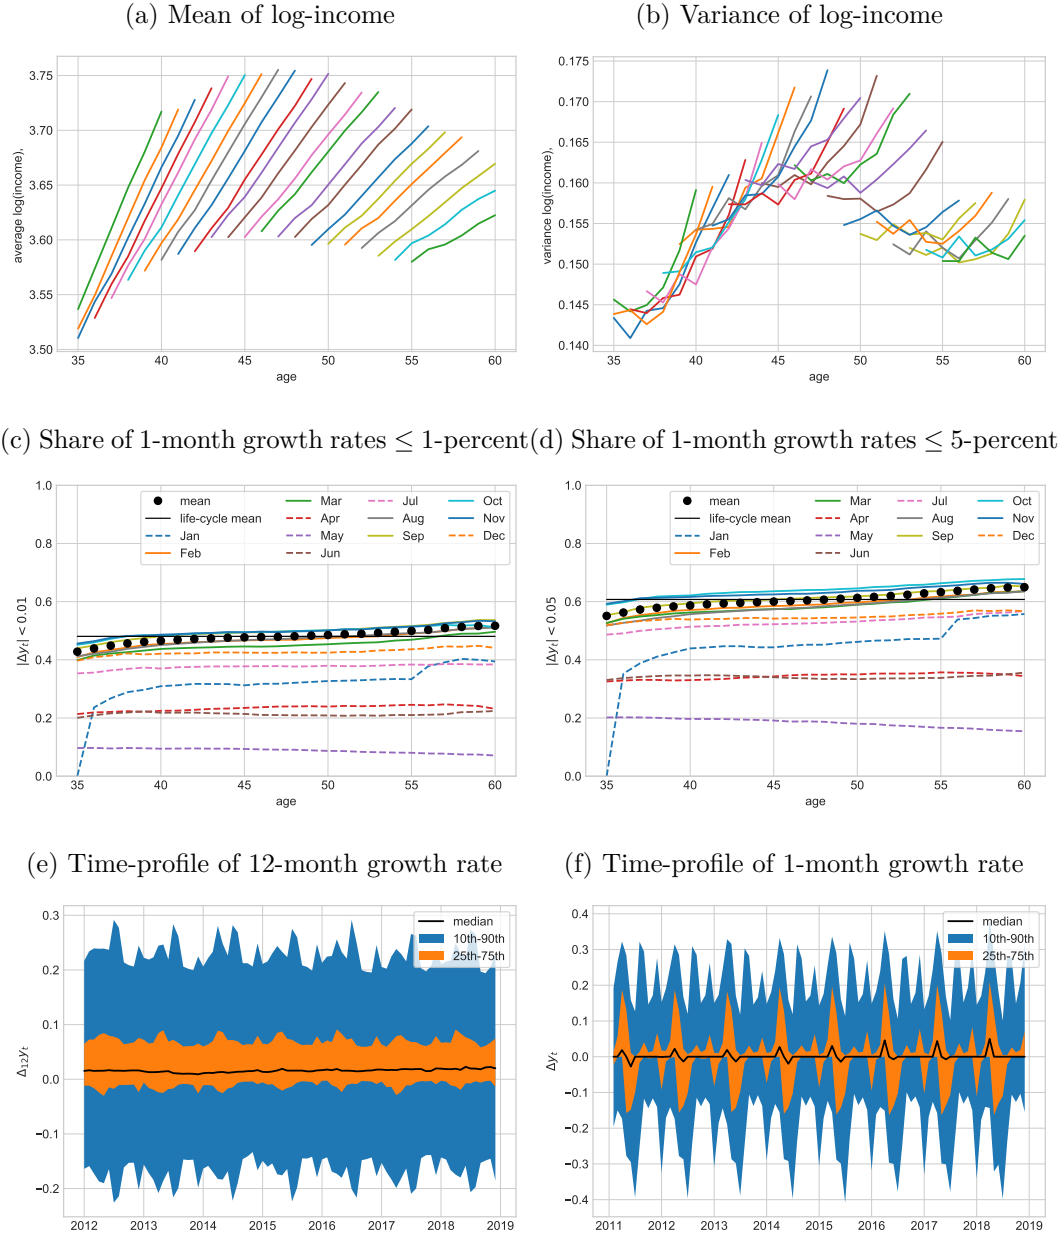 (a) Mean of log-income
(b) Variance of log-income
average log(income),
3.75
3.70
3.65
3.60
3.55
3.50
35 40 45 50 55 60
age
variance log(income),
0.175
0.170
0.165
0.160
0.155
0.150
0.145
0.140
35 40 45 50 55 60
age
(c) Share of 1-month growth rates ≤ 1-percent
(d) Share of 1-month growth rates ≤ 5-percent
|Δyt| < 0.01
1.0
0.8
0.6
0.4
0.2
0.0
mean
life-cycle mean
Jan
Feb
Mar
Apr
May
Jun
Jul
Aug
Sep
Oct
Nov
Dec
35 40 45 50 55 60
age
|Δyt| < 0.05
1.0
0.8
0.6
0.4
0.2
0.0
mean
life-cycle mean
Jan
Feb
Mar
Apr
May
Jun
Jul
Aug
Sep
Oct
Nov
Dec
35 40 45 50 55 60
age
(e) Time-profile of 12-month growth rate
(f) Time-profile of 1-month growth rate
Δ12yt
0.3
0.2
0.1
0.0
−0.1
−0.2
median
10th-90th
25th-75th
2012 2013 2014 2015 2016 2017 2018 2019
Δyt
0.4
0.3
0.2
0.1
0.0
−0.1
−0.2
−0.3
−0.4
median
10th-90th
25th-75th
2011 2012 2013 2014 2015 2016 2017 2018 2019